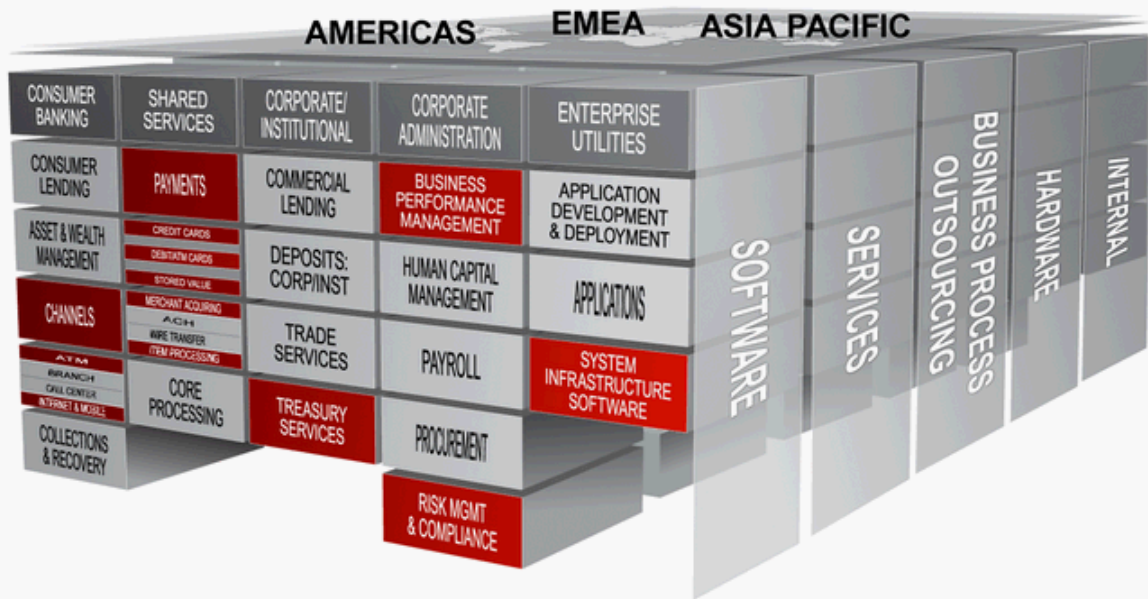 AMERICAS EMEA ASIA PACIFIC
CONSUMER
BANKING
CONSUMER
LENDING
ASSET & WEALTH
MANAGEMENT
CHANNELS
ATM
BRANCH
CALL CENTER
INTERNET & MOBILE
COLLECTIONS
& RECOVERY
SHARED
SERVICES
PAYMENTS
CREDIT CARDS
DEBIT/ATM CARDS
STORED VALUE
MERCHANT ACQUIRING
ACH
WIRE TRANSFER
ITEM PROCESSING
CORE
PROCESSING
CORPORATE/
INSTITUTIONAL
COMMERCIAL
LENDING
DEPOSITS:
CORP/INST
TRADE
SERVICES
TREASURY
SERVICES
CORPORATE
ADMINISTRATION
BUSINESS
PERFORMANCE
MANAGEMENT
HUMAN CAPITAL
MANAGEMENT
PAYROLL
PROCUREMENT
RISK MGMT
& COMPLIANCE
ENTERPRISE
UTILITIES
APPLICATION
DEVELOPMENT
& DEPLOYMENT
APPLICATIONS
SYSTEM
INFRASTRUCTURE
SOFTWARE
SOFTWARE
SERVICES
BUSINESS PROCESS
OUTSOURCING
HARDWARE
INTERNAL